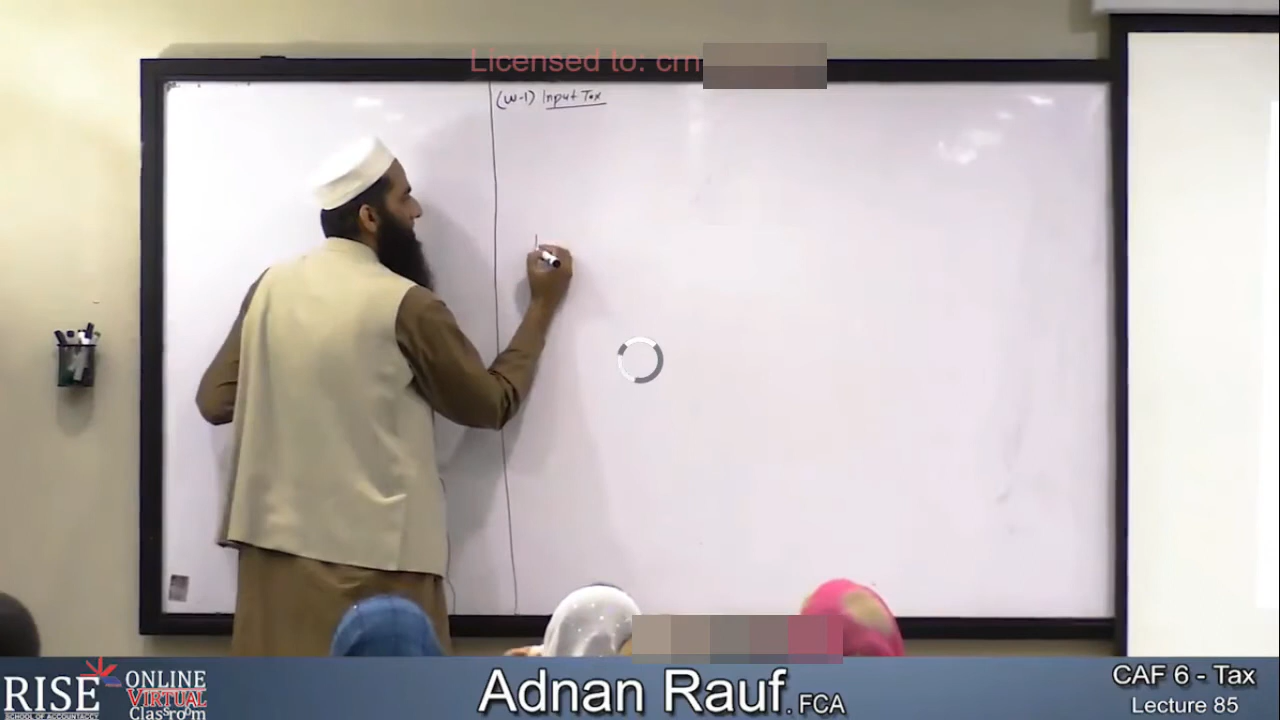 Licensed to: cm
(W-1) Input Tax
RISE
SCHOOL OF ACCOUNTANCY
ONLINE
VIRTUAL
Classroom
Adnan Rauf. FCA
CAF 6 - Tax
Lecture 85